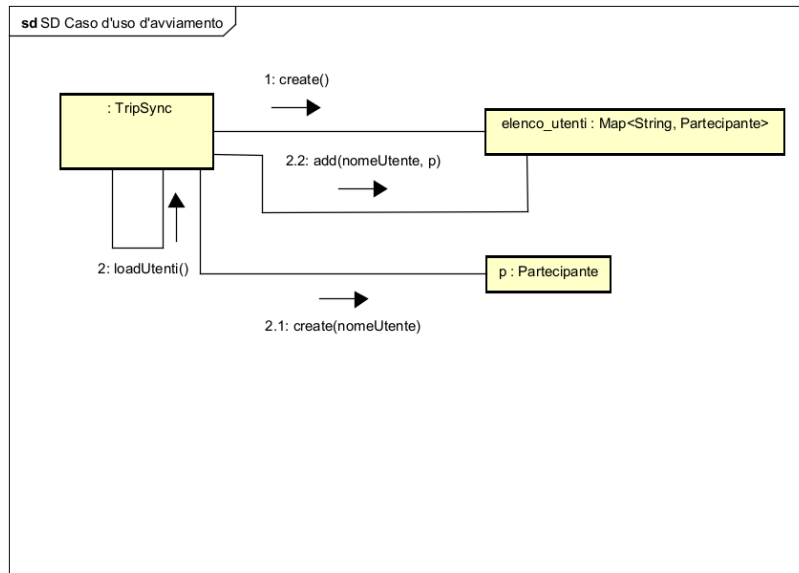 sd SD Caso d'uso d'avviamento
1: create()
: TripSync
elenco_utenti : Map<String, Partecipante>
2.2: add(nomeUtente, p)
2: loadUtenti()
p : Partecipante
2.1: create(nomeUtente)